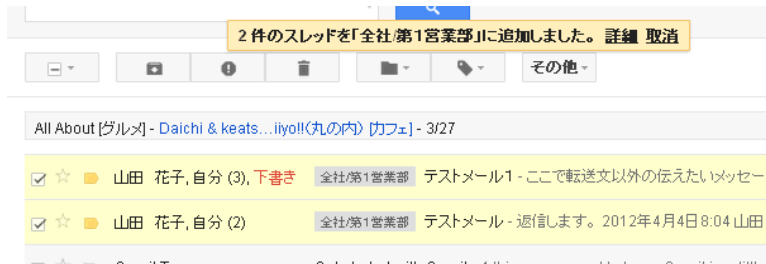 2件のスレッドを「全社/第1営業部」に追加しました。 詳細 取消
その他
All About [グルメ] - Daichi & keats...iiyo!!(丸の内) [カフェ] - 3/27
山田 花子, 自分 (3), 下書き 全社/第1営業部 テストメール1 - ここで転送文以外の伝えたいメッセー
山田 花子, 自分 (2) 全社/第1営業部 テストメール - 返信します。 2012年4月4日8:04 山田